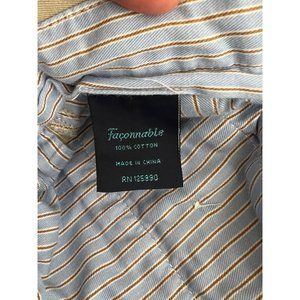 Façonnable
100% COTTON
MADE IN CHINA
RN 125990